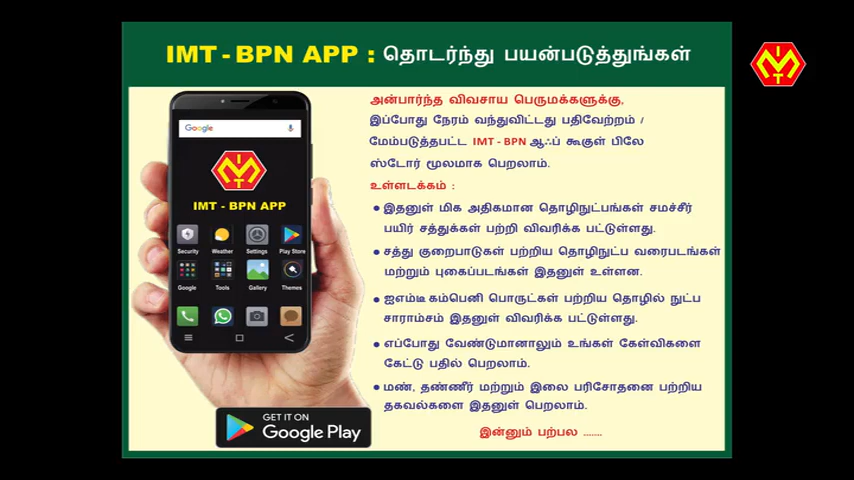 IMT - BPN APP : தொடர்ந்து பயன்படுத்துங்கள்
IMT
Google
IMT
IMT - BPN APP
Security Weather Settings Play Store
Google Tools Gallery Themes
GET IT ON
Google Play
அன்பார்ந்த விவசாய பெருமக்களுக்கு,
இப்போது நேரம் வந்துவிட்டது பதிவேற்றம் /
மேம்படுத்தபட்ட IMT - BPN ஆஃப் கூகுள் பிலே
ஸ்டோர் மூலமாக பெறலாம்.
உள்ளடக்கம் :
• இதனுள் மிக அதிகமான தொழிநுட்பங்கள் சமச்சீர்
பயிர் சத்துக்கள் பற்றி விவரிக்க பட்டுள்ளது.
• சத்து குறைபாடுகள் பற்றிய தொழிநுட்ப வரைபடங்கள்
மற்றும் புகைப்படங்கள் இதனுள் உள்ளன.
• ஐஎம்டீ கம்பெனி பொருட்கள் பற்றிய தொழில் நுட்ப
சாராம்சம் இதனுள் விவரிக்க பட்டுள்ளது.
• எப்போது வேண்டுமானாலும் உங்கள் கேள்விகளை
கேட்டு பதில் பெறலாம்.
• மண், தண்ணீர் மற்றும் இலை பரிசோதனை பற்றிய
தகவல்களை இதனுள் பெறலாம்.
இன்னும் பற்பல .......